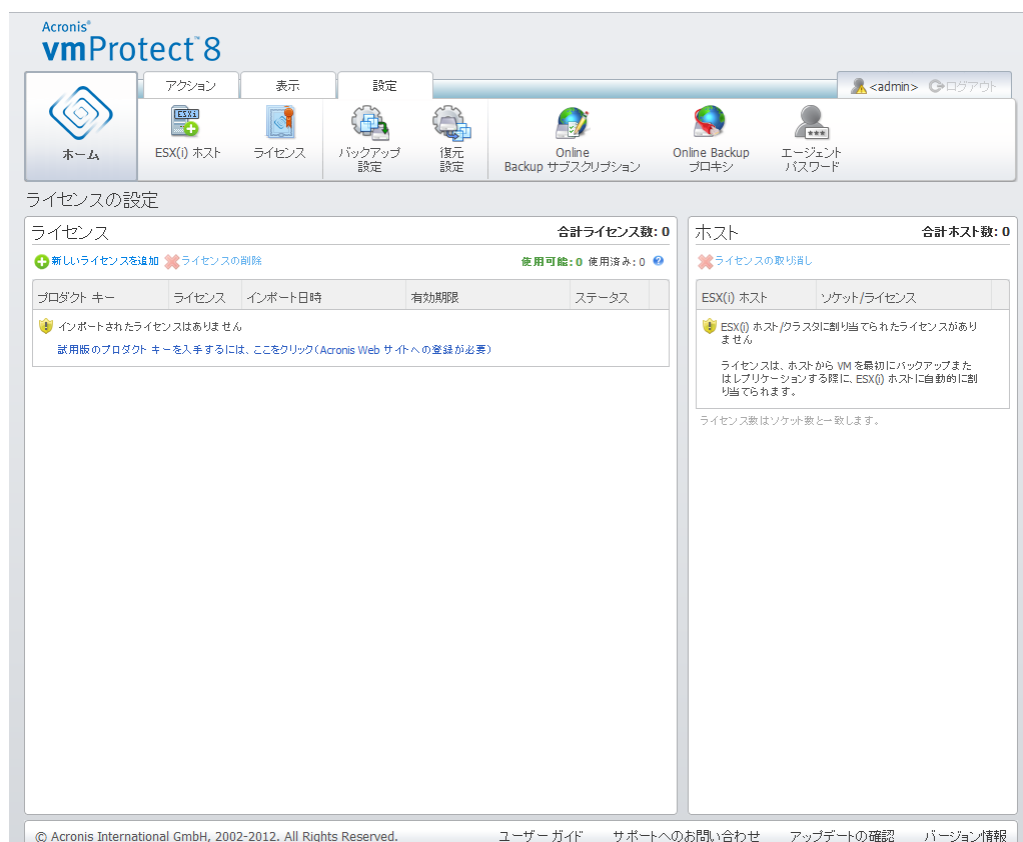 Acronis®
vmProtect™ 8
アクション 表示 設定 <admin> ログアウト
ホーム
ESX(i) ホスト
ライセンス
バックアップ
設定
復元
設定
Online
Backup サブスクリプション
Online Backup
プロキシ
エージェント
パスワード
ライセンスの設定
ライセンス 合計ライセンス数: 0
新しいライセンスを追加 ライセンスの削除 使用可能: 0 使用済み: 0
プロダクト キー ライセンス インポート日時 有効期限 ステータス
インポートされたライセンスはありません
試用版のプロダクト キーを入手するには、ここをクリック(Acronis Web サイトへの登録が必要)
ホスト 合計ホスト数: 0
ライセンスの取り消し
ESX(i) ホスト ソケット/ライセンス
ESX(i) ホスト/クラスタに割り当てられたライセンスがあり
ません
ライセンスは、ホストから VM を最初にバックアップまた
はレプリケーションする際に、ESX(i) ホストに自動的に割
り当てられます。
ライセンス数はソケット数と一致します。
© Acronis International GmbH, 2002-2012. All Rights Reserved. ユーザー ガイド サポートへのお問い合わせ アップデートの確認 バージョン情報
ESXi